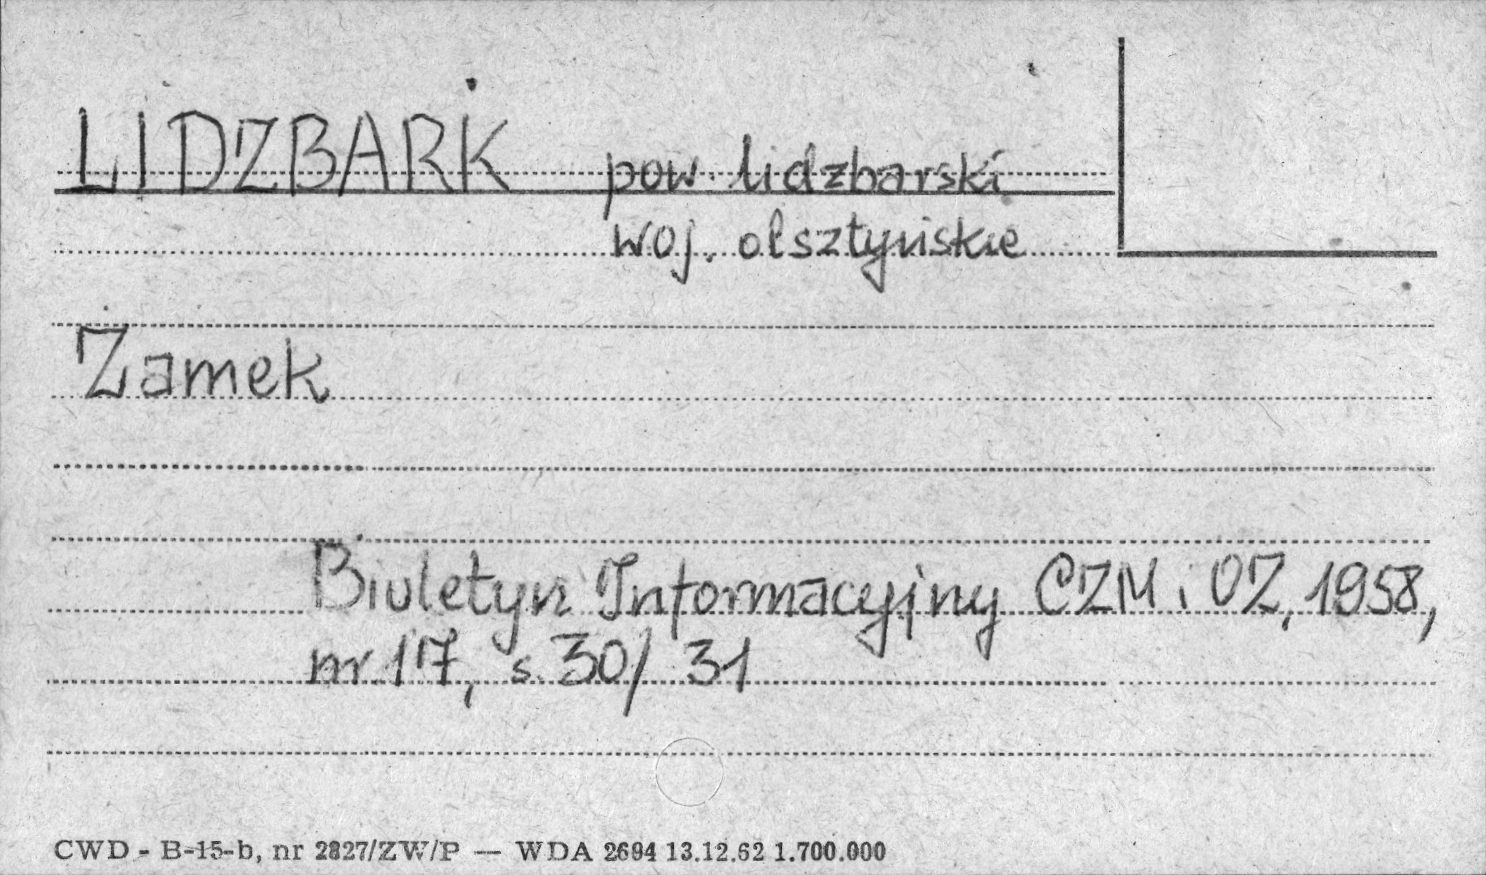 LIDZBARK pow. lidzbarski
woj. olsztyńskie
Zamek
Biuletyn Informacyjny CZM i OZ, 1958,
nr 17, s. 30/ 31
CWD - B-15-b, nr 2827/ZW/P — WDA 2694 13.12.62 1.700.000